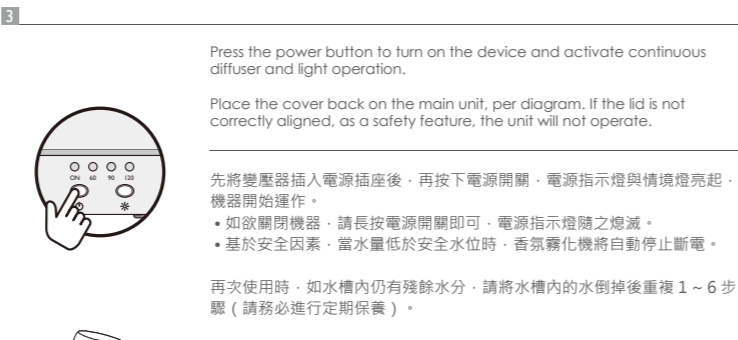 3
Press the power button to turn on the device and activate continuous
diffuser and light operation.
Place the cover back on the main unit, per diagram. If the lid is not
correctly aligned, as a safety feature, the unit will not operate.
ON 60 90 120
先將變壓器插入電源插座後，再按下電源開關，電源指示燈與情境燈亮起，
機器開始運作。
• 如欲關閉機器，請長按電源開關即可，電源指示燈隨之熄滅。
• 基於安全因素，當水量低於安全水位時，香氛霧化機將自動停止斷電。
再次使用時，如水槽內仍有殘餘水分，請將水槽內的水倒掉後重複 1 ~ 6 步
驟（請務必進行定期保養）。